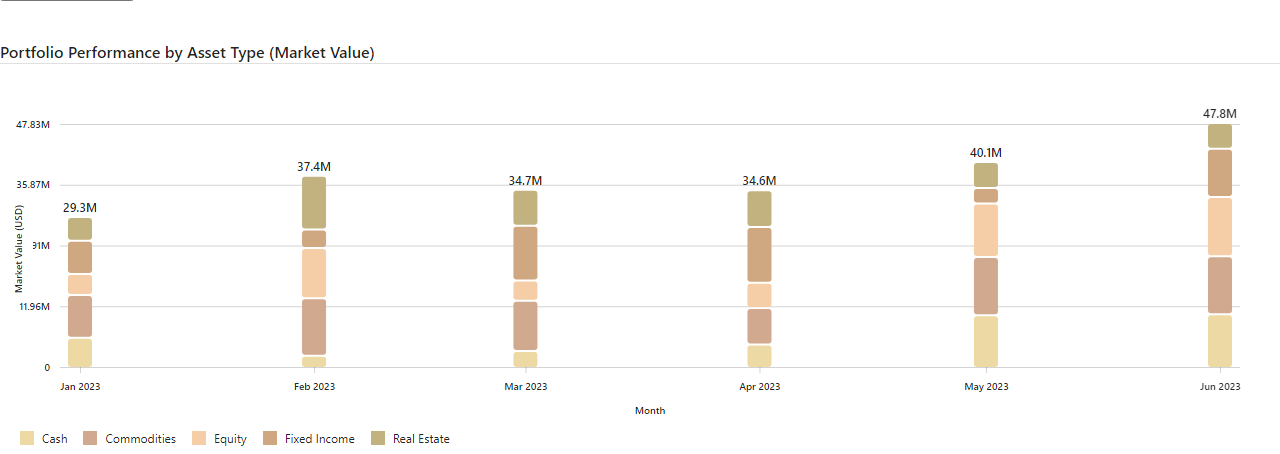 Portfolio Performance by Asset Type (Market Value)
47.8M
47.83M
40.1M
37.4M
34.7M
34.6M
35.87M
29.3M
Market Value (USD)
91M
11.96M
0
Jan 2023
Feb 2023
Mar 2023
Apr 2023
May 2023
Jun 2023
Month
Cash
Commodities
Equity
Fixed Income
Real Estate